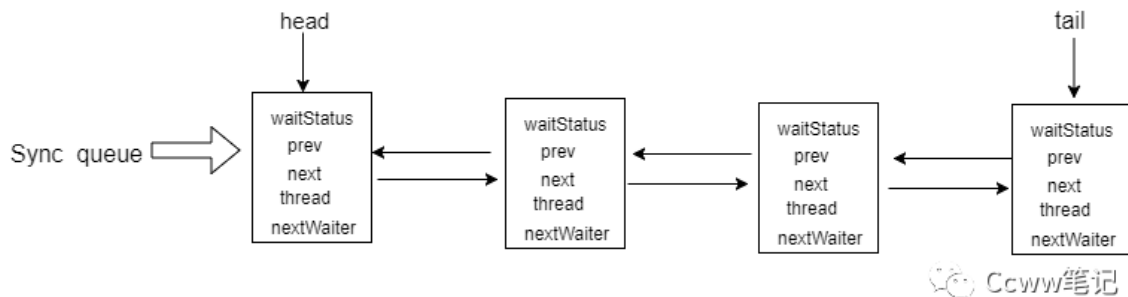 head
tail
Sync queue
waitStatus
prev
next
thread
nextWaiter
waitStatus
prev
next
thread
nextWaiter
waitStatus
prev
next
thread
nextWaiter
waitStatus
prev
next
thread
nextWaiter
Ccww笔记